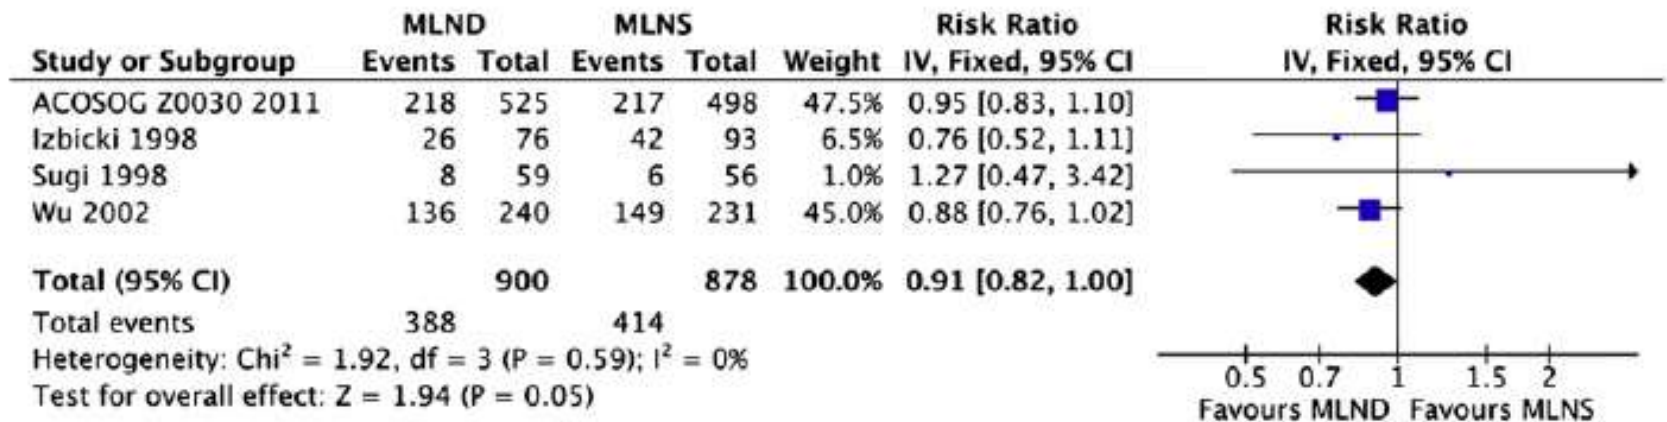 MLND MLNS Risk Ratio Risk Ratio
Study or Subgroup Events Total Events Total Weight IV, Fixed, 95% CI IV, Fixed, 95% CI
ACOSOG Z0030 2011 218 525 217 498 47.5% 0.95 [0.83, 1.10]
Izbicki 1998 26 76 42 93 6.5% 0.76 [0.52, 1.11]
Sugi 1998 8 59 6 56 1.0% 1.27 [0.47, 3.42]
Wu 2002 136 240 149 231 45.0% 0.88 [0.76, 1.02]
Total (95% CI) 900 878 100.0% 0.91 [0.82, 1.00]
Total events 388 414
Heterogeneity: Chi² = 1.92, df = 3 (P = 0.59); I² = 0%
Test for overall effect: Z = 1.94 (P = 0.05)
0.5 0.7 1 1.5 2
Favours MLND Favours MLNS